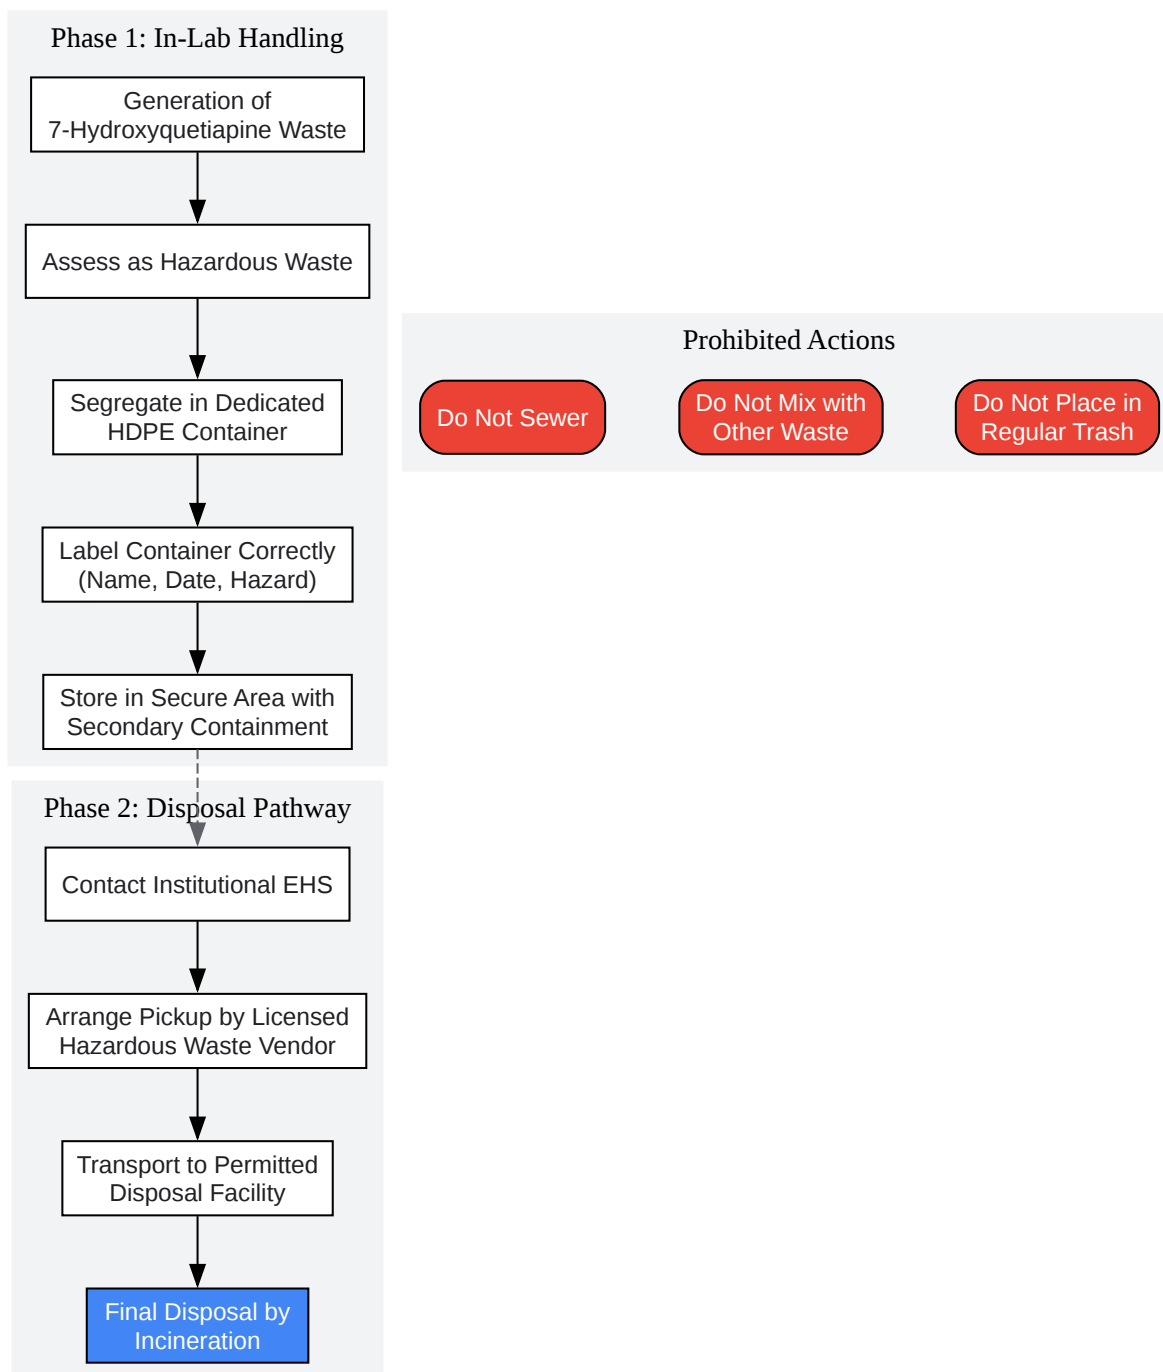 Phase 1: In-Lab Handling
Generation of
7-Hydroxyquetiapine Waste
Assess as Hazardous Waste
Segregate in Dedicated
HDPE Container
Label Container Correctly
(Name, Date, Hazard)
Store in Secure Area with
Secondary Containment
Prohibited Actions
Do Not Sewer
Do Not Mix with
Other Waste
Do Not Place in
Regular Trash
Phase 2: Disposal Pathway
Contact Institutional EHS
Arrange Pickup by Licensed
Hazardous Waste Vendor
Transport to Permitted
Disposal Facility
Final Disposal by
Incineration